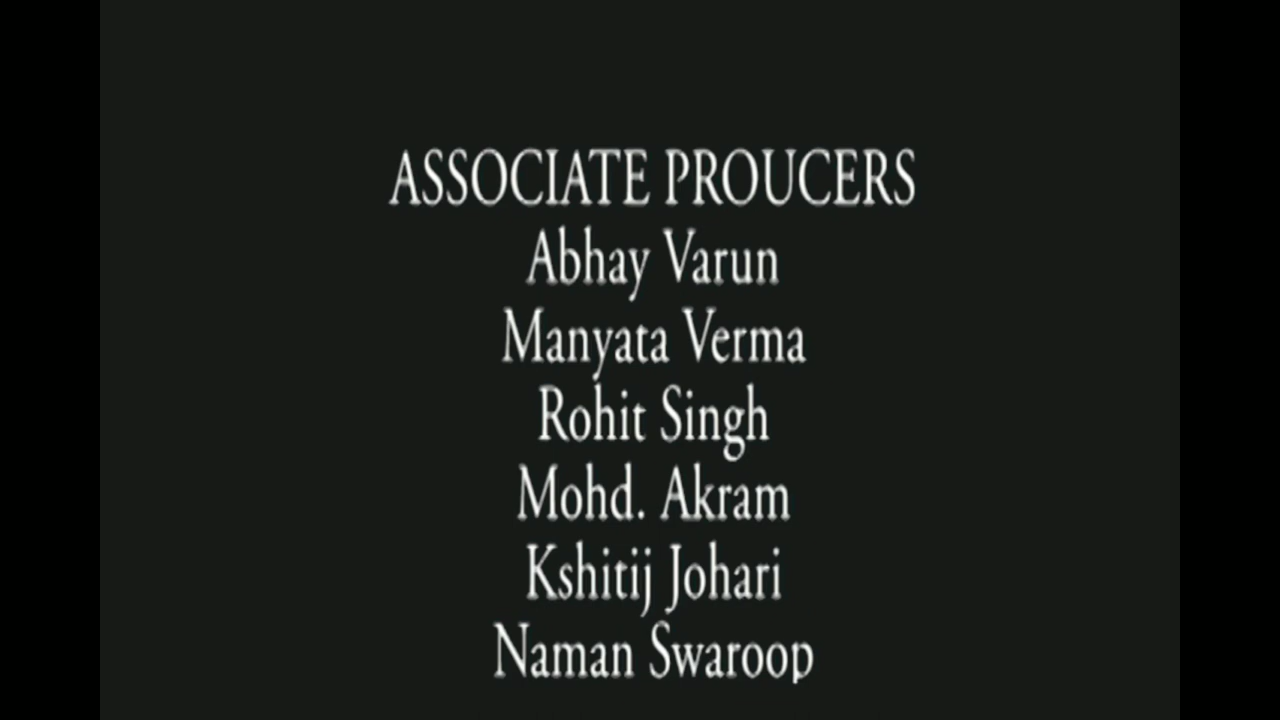 ASSOCIATE PROUCERS
Abhay Varun
Manyata Verma
Rohit Singh
Mohd. Akram
Kshitij Johari
Naman Swaroop